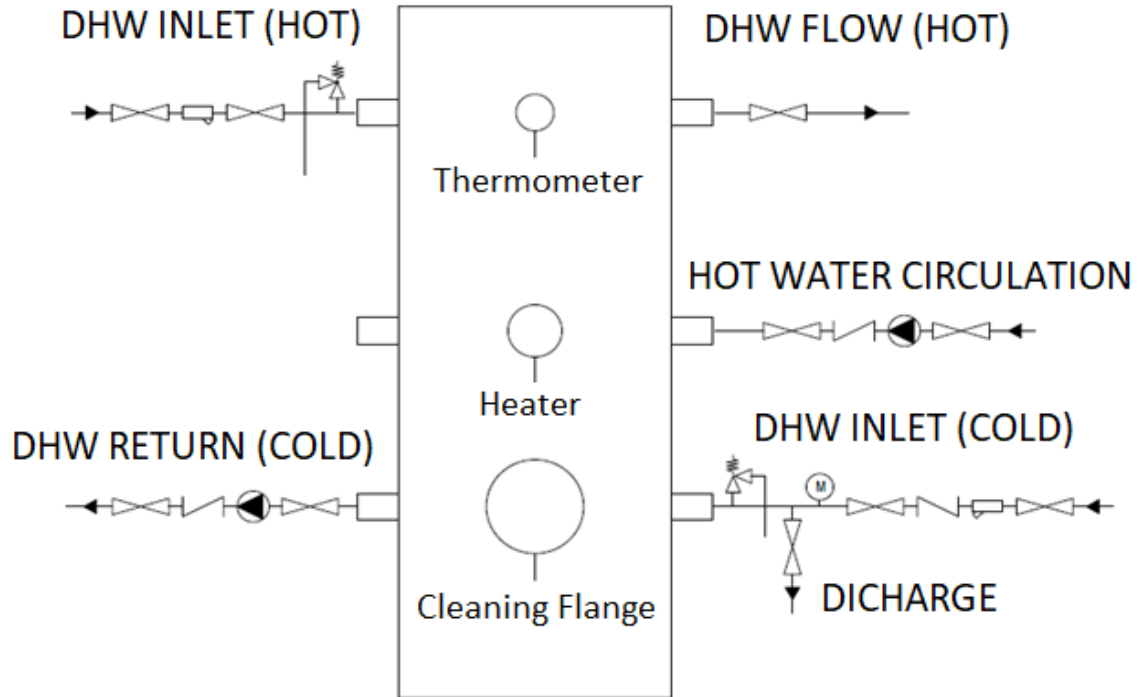 DHW INLET (HOT)
DHW FLOW (HOT)
Thermometer
HOT WATER CIRCULATION
Heater
DHW RETURN (COLD)
DHW INLET (COLD)
M
Cleaning Flange
DICHARGE